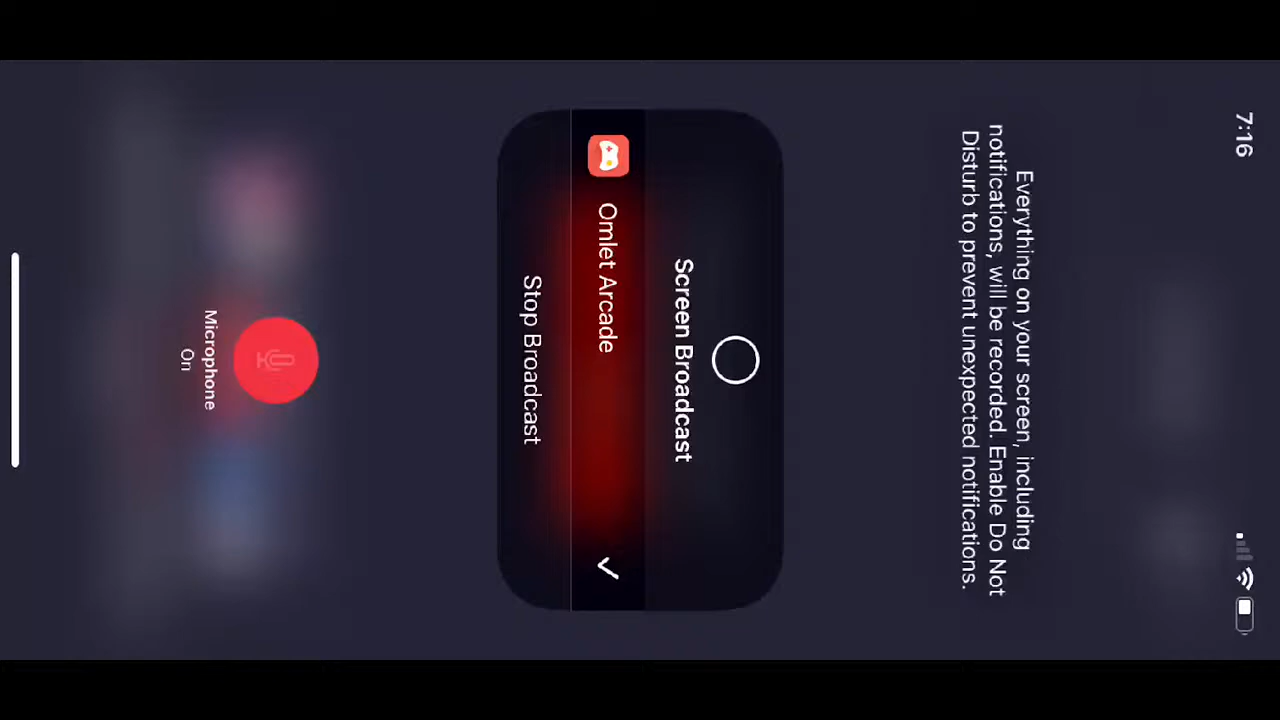 7:16
Everything on your screen, including
notifications, will be recorded. Enable Do Not
Disturb to prevent unexpected notifications.
Screen Broadcast
Omlet Arcade
Stop Broadcast
Microphone
On